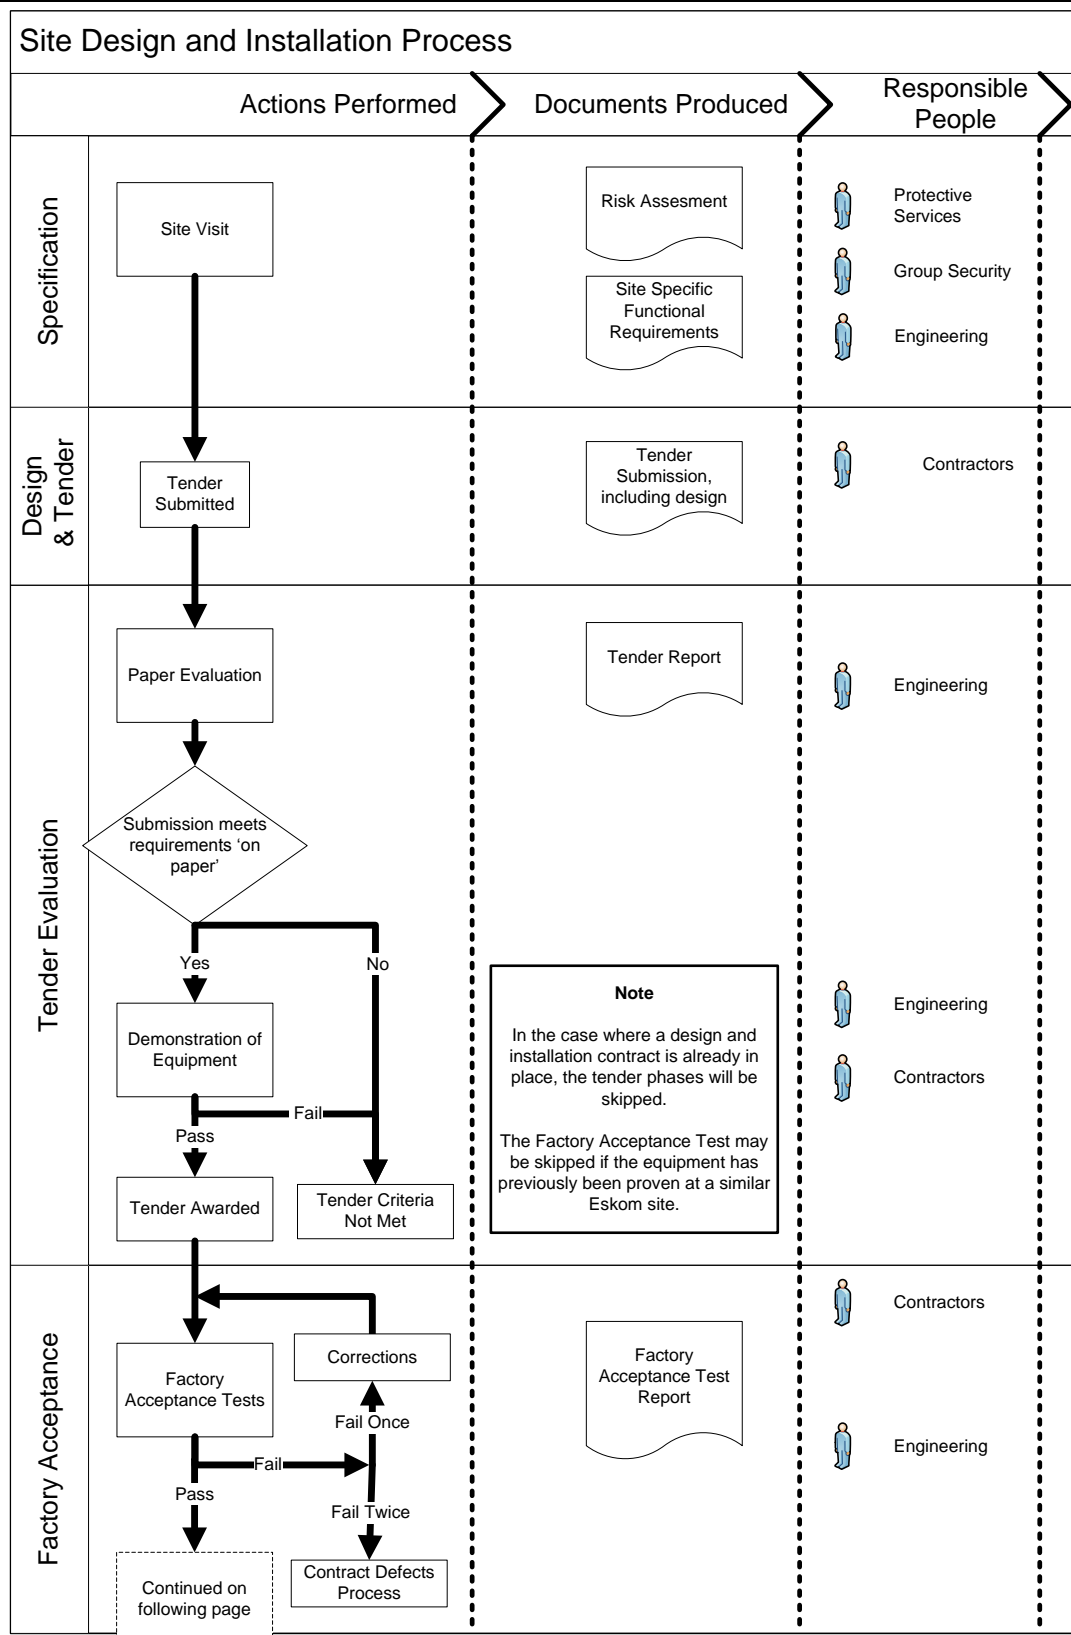 Site Design and Installation Process
Actions Performed
Documents Produced
Responsible
People
Specification
Site Visit
Risk Assesment
Site Specific
Functional
Requirements
Protective
Services
Group Security
Engineering
Design
& Tender
Tender
Submitted
Tender
Submission,
including design
Contractors
Tender Evaluation
Paper Evaluation
Tender Report
Engineering
Submission meets
requirements ‘on
paper’
Yes
No
Demonstration of
Equipment
Fail
Pass
Tender Awarded
Tender Criteria
Not Met
Note
In the case where a design and
installation contract is already in
place, the tender phases will be
skipped.
The Factory Acceptance Test may
be skipped if the equipment has
previously been proven at a similar
Eskom site.
Engineering
Contractors
Factory Acceptance
Corrections
Factory
Acceptance Tests
Fail Once
Fail
Pass
Fail Twice
Continued on
following page
Contract Defects
Process
Factory
Acceptance Test
Report
Contractors
Engineering